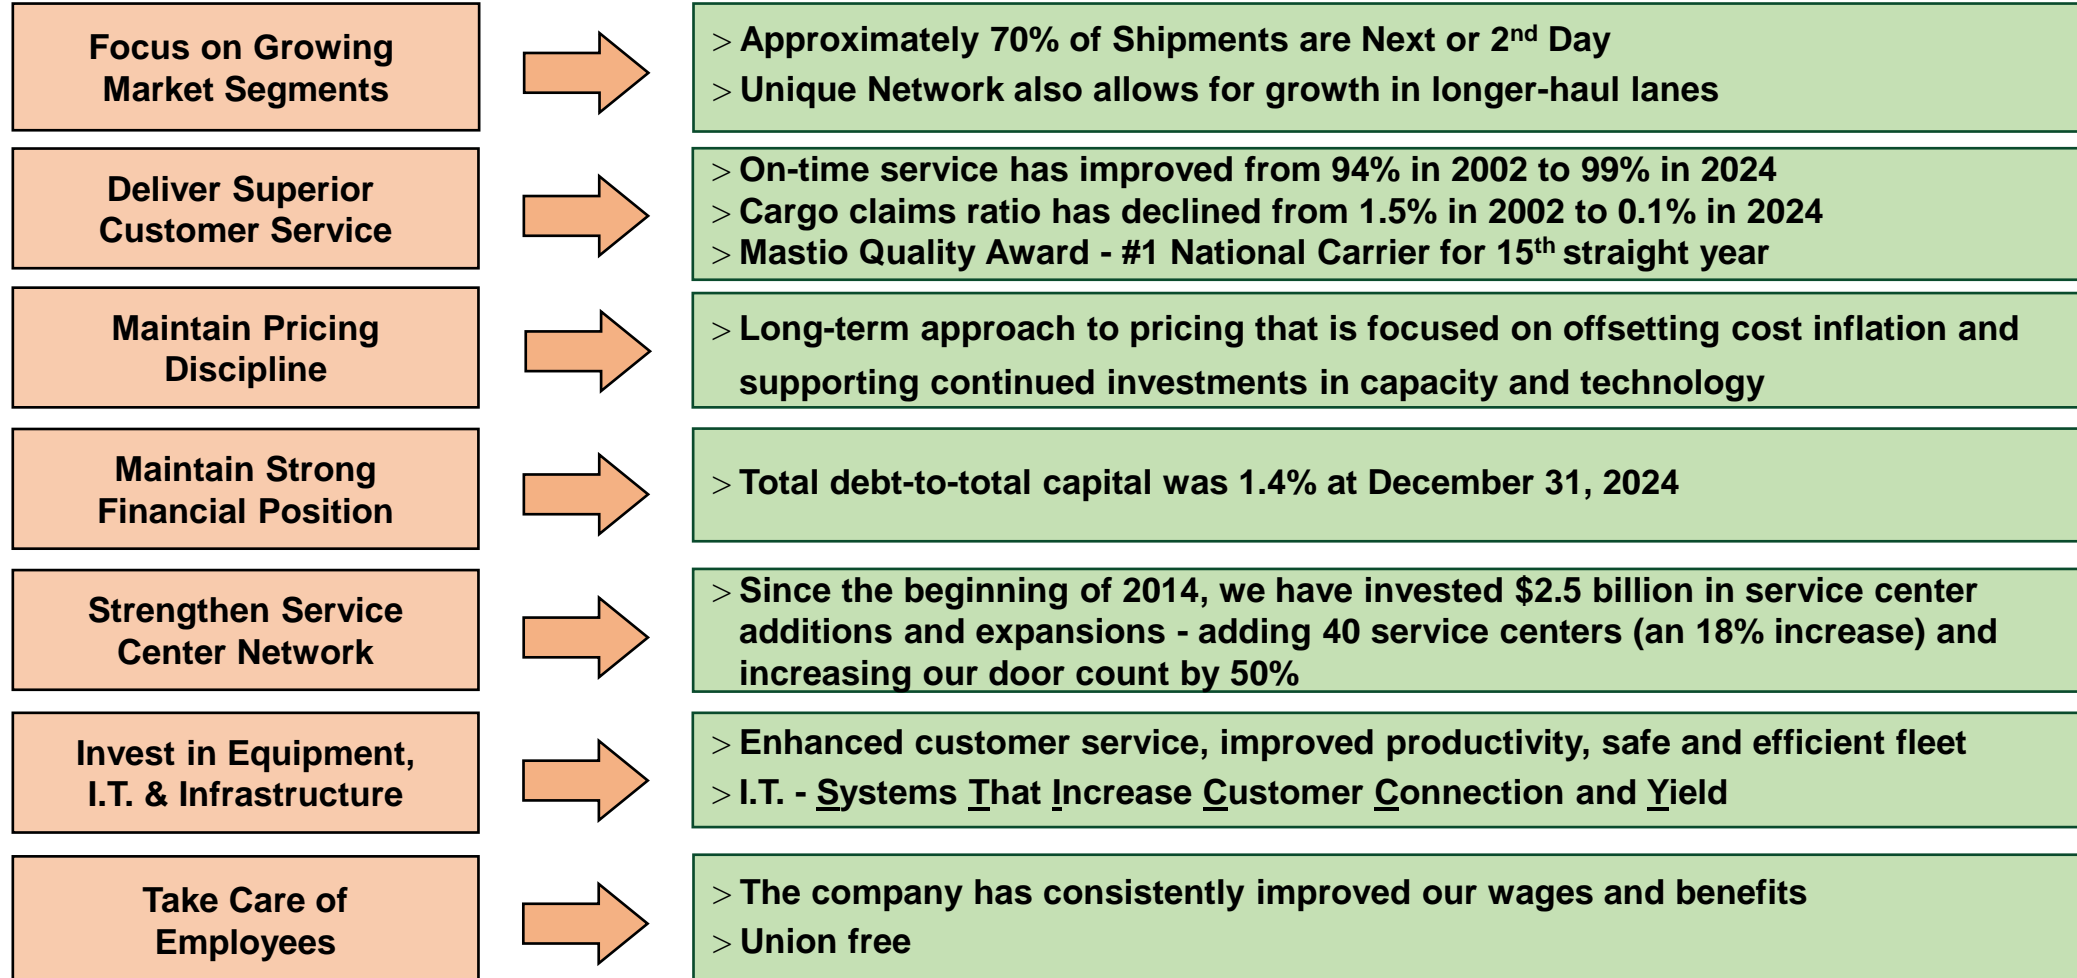 Focus on Growing
Market Segments
> Approximately 70% of Shipments are Next or 2nd Day
> Unique Network also allows for growth in longer-haul lanes
Deliver Superior
Customer Service
> On-time service has improved from 94% in 2002 to 99% in 2024
> Cargo claims ratio has declined from 1.5% in 2002 to 0.1% in 2024
> Mastio Quality Award - #1 National Carrier for 15th straight year
Maintain Pricing
Discipline
> Long-term approach to pricing that is focused on offsetting cost inflation and
supporting continued investments in capacity and technology
Maintain Strong
Financial Position
> Total debt-to-total capital was 1.4% at December 31, 2024
Strengthen Service
Center Network
> Since the beginning of 2014, we have invested $2.5 billion in service center
additions and expansions - adding 40 service centers (an 18% increase) and
increasing our door count by 50%
Invest in Equipment,
I.T. & Infrastructure
> Enhanced customer service, improved productivity, safe and efficient fleet
> I.T. - Systems That Increase Customer Connection and Yield
Take Care of
Employees
> The company has consistently improved our wages and benefits
> Union free